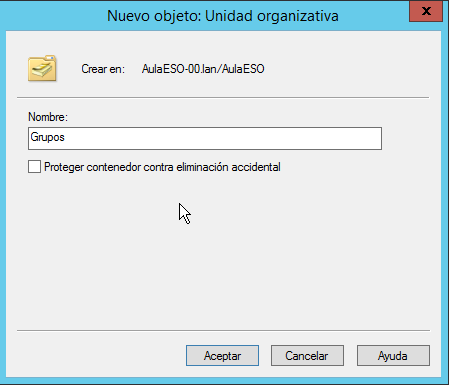 Nuevo objeto: Unidad organizativa
x
Crear en: AulaESO-00.lan/AulaESO
Nombre:
Grupos
Proteger contenedor contra eliminación accidental
Aceptar Cancelar Ayuda